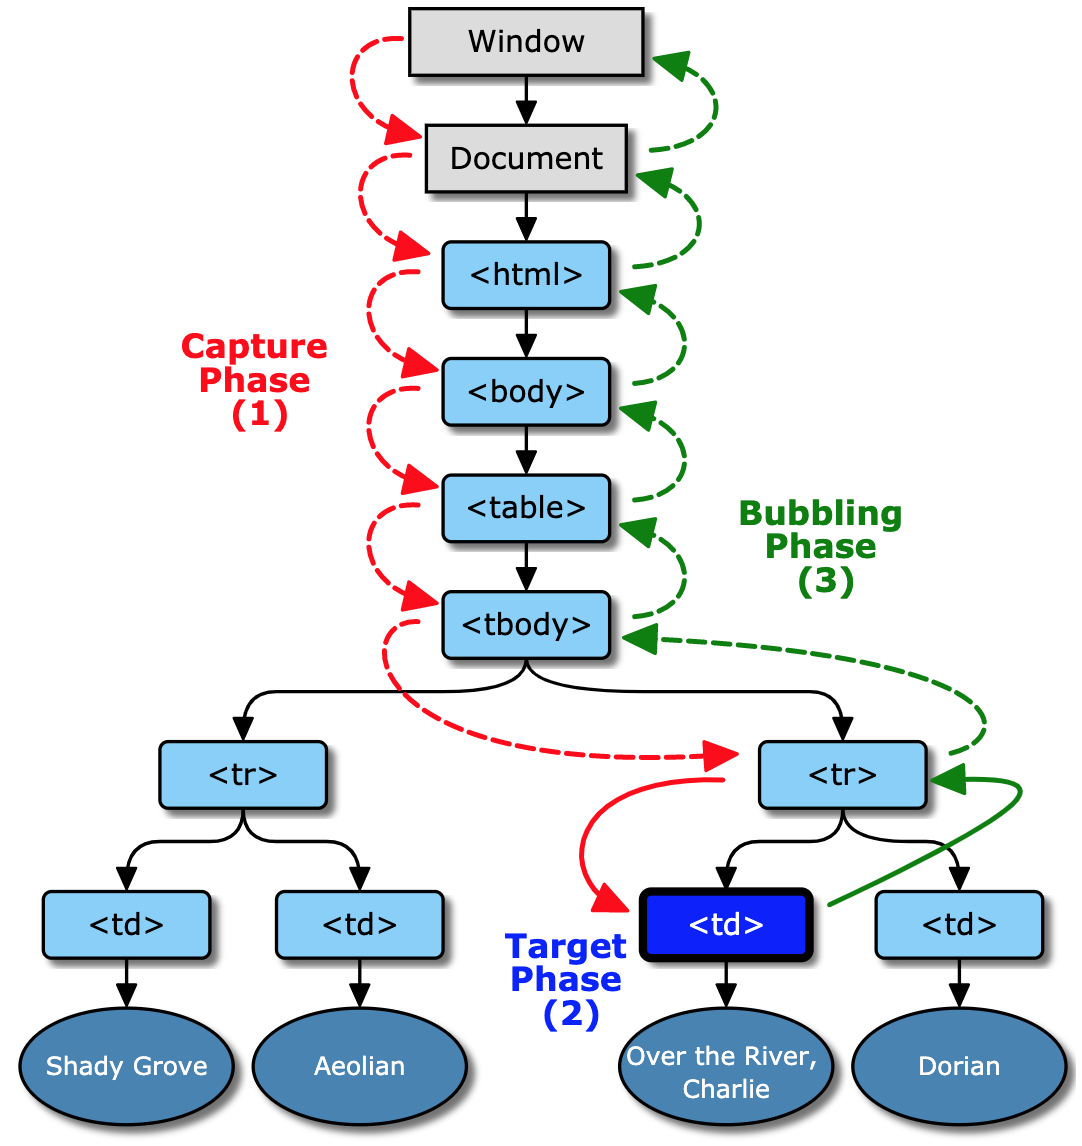 Window
Document
<html>
Capture
Phase
(1)
<body>
<table>
Bubbling
Phase
(3)
<tbody>
<tr>
<tr>
<td>
<td>
<td>
<td>
Target
Phase
(2)
Shady Grove
Aeolian
Over the River,
Charlie
Dorian